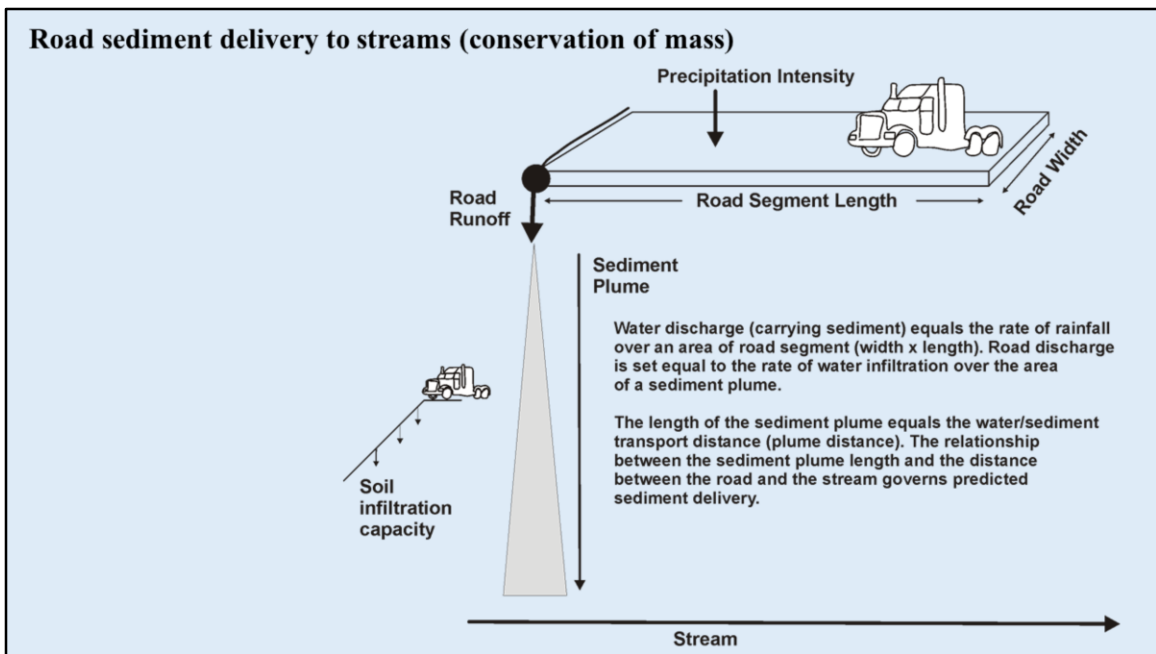 Road sediment delivery to streams (conservation of mass)
Precipitation Intensity
Road Width
Road Segment Length
Road
Runoff
Sediment
Plume
Water discharge (carrying sediment) equals the rate of rainfall
over an area of road segment (width x length). Road discharge
is set equal to the rate of water infiltration over the area
of a sediment plume.
The length of the sediment plume equals the water/sediment
transport distance (plume distance). The relationship
between the sediment plume length and the distance
between the road and the stream governs predicted
sediment delivery.
Soil
infiltration
capacity
Stream